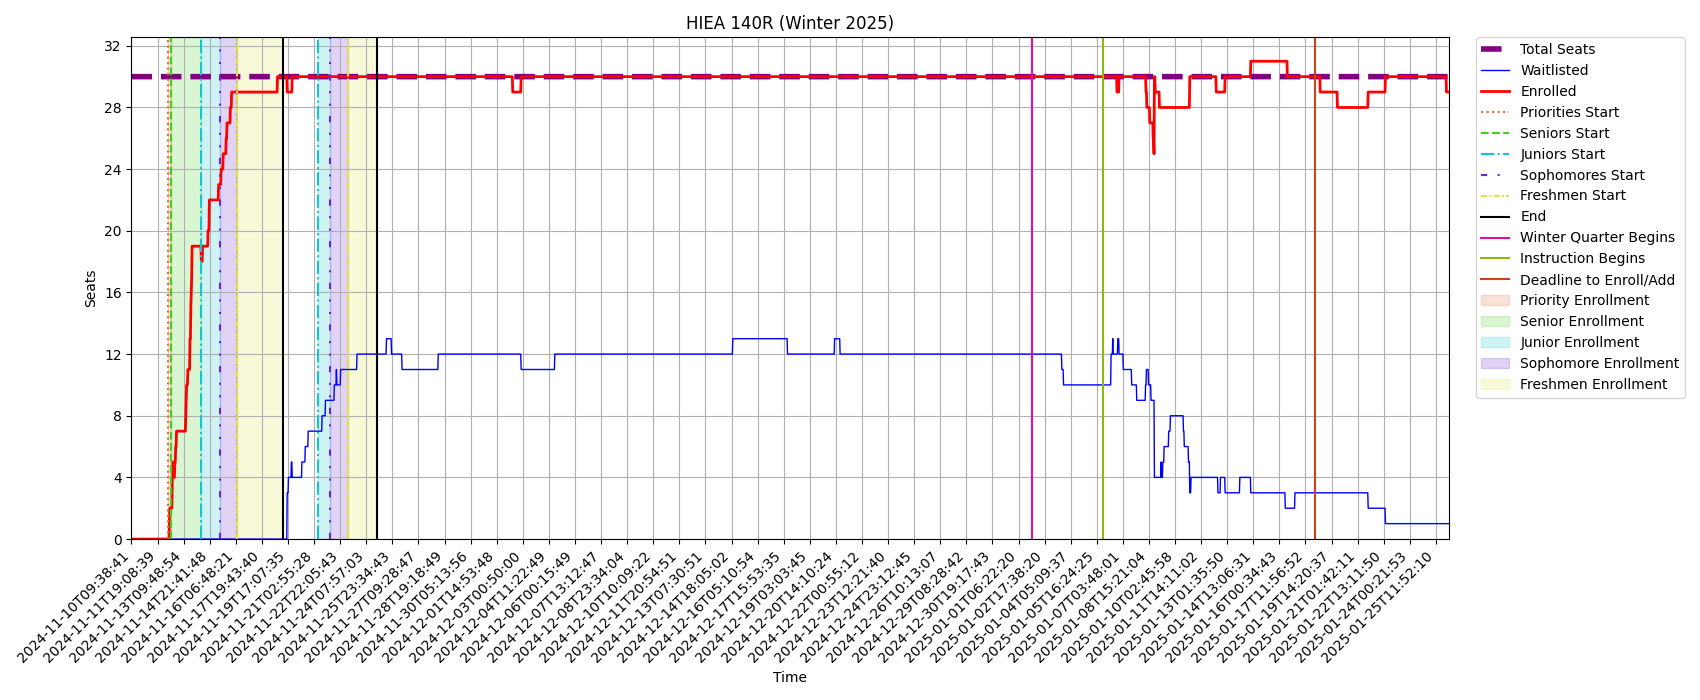 HIEA 140R (Winter 2025)
Seats
32
28
24
20
16
12
8
4
0
2024-11-10T09:38:41
2024-11-11T19:08:39
2024-11-13T09:48:54
2024-11-14T21:41:48
2024-11-16T06:48:21
2024-11-17T19:43:40
2024-11-19T17:07:35
2024-11-21T02:55:28
2024-11-22T22:05:43
2024-11-24T07:57:03
2024-11-25T23:34:43
2024-11-27T09:28:47
2024-11-28T19:18:49
2024-11-30T05:13:56
2024-12-01T14:53:48
2024-12-03T00:50:00
2024-12-04T11:22:49
2024-12-06T00:15:49
2024-12-07T13:12:47
2024-12-08T23:34:04
2024-12-10T10:09:22
2024-12-11T20:54:51
2024-12-13T07:30:51
2024-12-14T18:05:02
2024-12-16T05:10:54
2024-12-17T15:53:35
2024-12-19T03:03:45
2024-12-20T14:10:24
2024-12-22T00:55:12
2024-12-23T12:21:40
2024-12-24T23:12:45
2024-12-26T10:13:07
2024-12-29T08:28:42
2024-12-30T19:17:43
2025-01-01T06:22:20
2025-01-02T17:38:20
2025-01-04T05:09:37
2025-01-05T16:24:25
2025-01-07T03:48:01
2025-01-08T15:21:04
2025-01-10T02:45:58
2025-01-11T14:11:02
2025-01-13T01:35:50
2025-01-14T13:06:31
2025-01-16T00:34:43
2025-01-17T11:56:52
2025-01-19T14:20:37
2025-01-21T01:42:11
2025-01-22T13:11:50
2025-01-24T00:21:53
2025-01-25T11:52:10
Time
Total Seats
Waitlisted
Enrolled
Priorities Start
Seniors Start
Juniors Start
Sophomores Start
Freshmen Start
End
Winter Quarter Begins
Instruction Begins
Deadline to Enroll/Add
Priority Enrollment
Senior Enrollment
Junior Enrollment
Sophomore Enrollment
Freshmen Enrollment